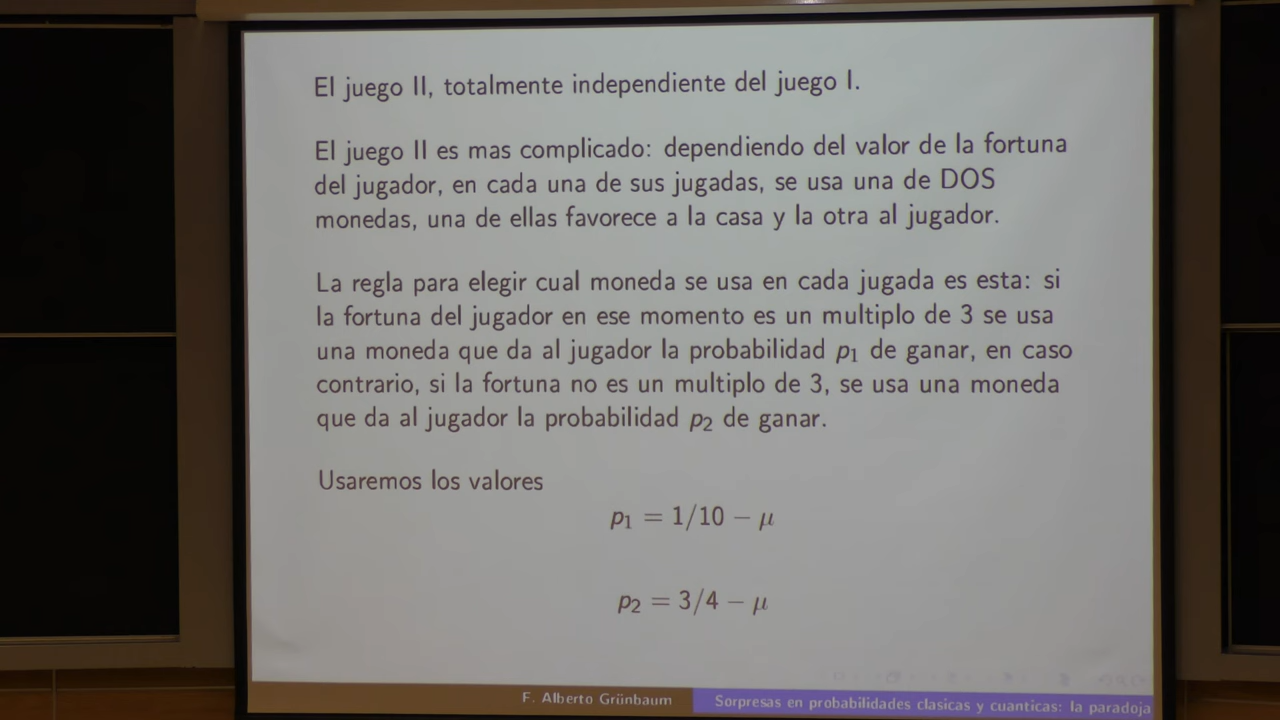 El juego II, totalmente independiente del juego I.
El juego II es mas complicado: dependiendo del valor de la fortuna
del jugador, en cada una de sus jugadas, se usa una de DOS
monedas, una de ellas favorece a la casa y la otra al jugador.
La regla para elegir cual moneda se usa en cada jugada es esta: si
la fortuna del jugador en ese momento es un multiplo de 3 se usa
una moneda que da al jugador la probabilidad p₁ de ganar, en caso
contrario, si la fortuna no es un multiplo de 3, se usa una moneda
que da al jugador la probabilidad p₂ de ganar.
Usaremos los valores
p₁ = 1/10 − μ
p₂ = 3/4 − μ
F. Alberto Grünbaum Sorpresas en probabilidades clasicas y cuanticas: la paradoja